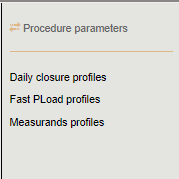 Procedure parameters
Daily closure profiles
Fast PLoad profiles
Measurands profiles